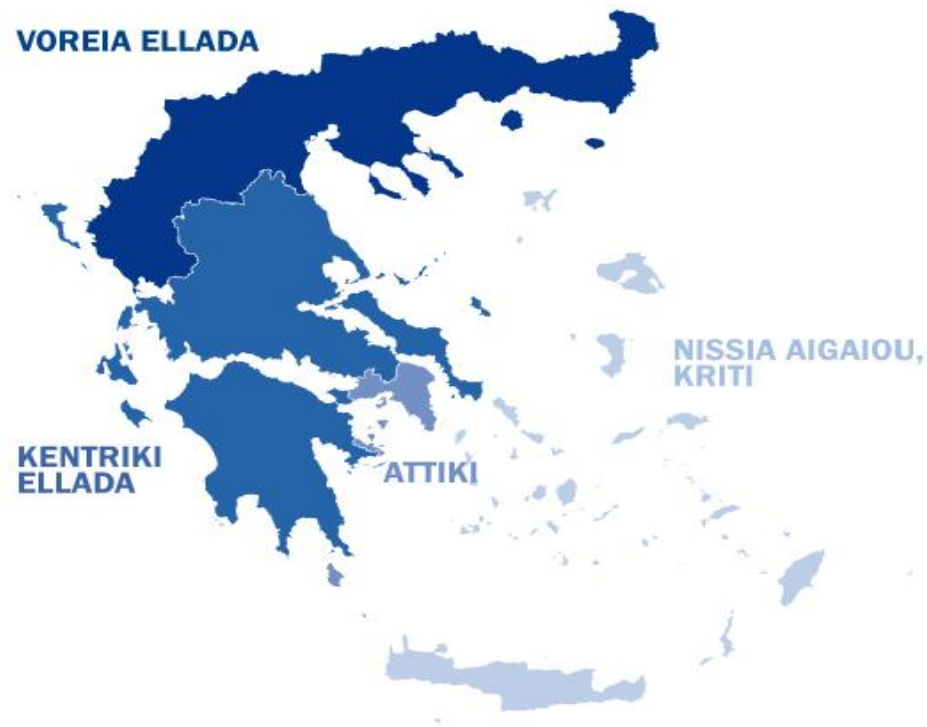 VOREIA ELLADA
NISSIA AIGAIOU,
KRITI
KENTRIKI
ELLADA
ATTIKI